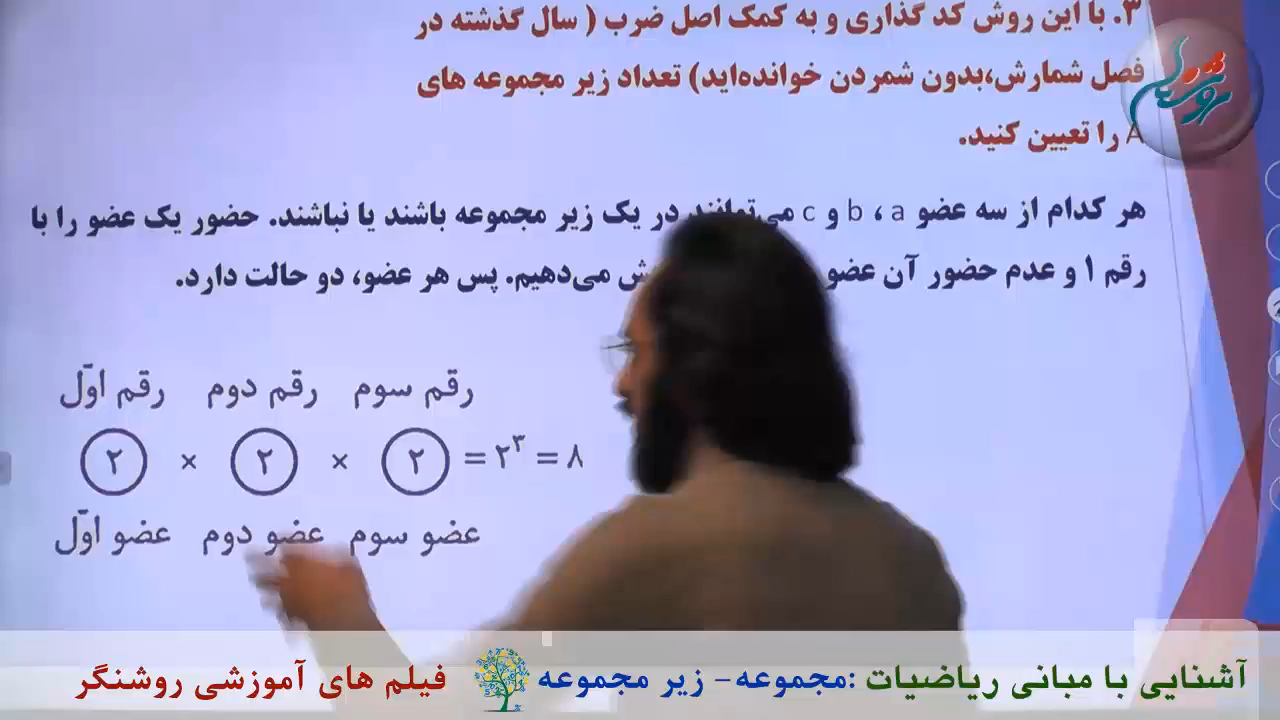 ۳. با این روش کد گذاری و به کمک اصل ضرب ( سال گذشته در
فصل شمارش،بدون شمردن خوانده‌اید) تعداد زیر مجموعه های
A را تعیین کنید.
هر کدام از سه عضو a ، b و c می‌توانند در یک زیر مجموعه باشند یا نباشند. حضور یک عضو را با
رقم ۱ و عدم حضور آن عضو می‌دهیم. پس هر عضو، دو حالت دارد.
رقم اوّل رقم دوم رقم سوم
۲ × ۲ × ۲ = ۲³ = ۸
عضو اوّل عضو دوم عضو سوم
آشنایی با مبانی ریاضیات :مجموعه- زیر مجموعه فیلم های آموزشی روشنگر